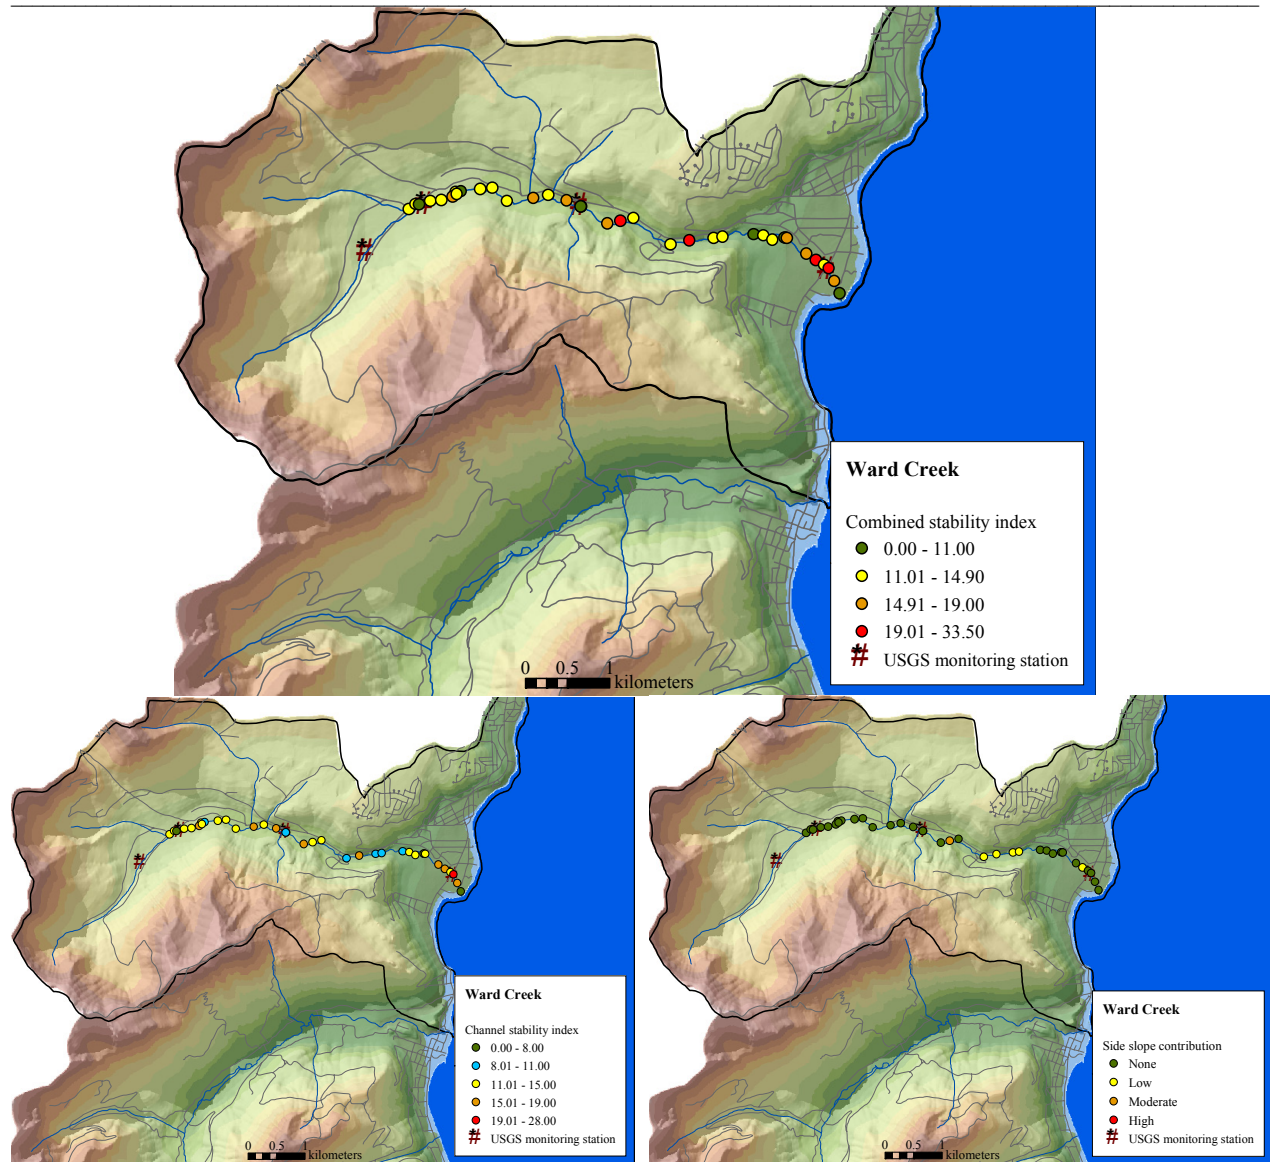 Ward Creek
Combined stability index
0.00 - 11.00
11.01 - 14.90
14.91 - 19.00
19.01 - 33.50
USGS monitoring station
0 0.5 1
kilometers
Ward Creek
Channel stability index
0.00 - 8.00
8.01 - 11.00
11.01 - 15.00
15.01 - 19.00
19.01 - 28.00
USGS monitoring station
0 0.5 1
kilometers
Ward Creek
Side slope contribution
None
Low
Moderate
High
USGS monitoring station
0 0.5 1
kilometers